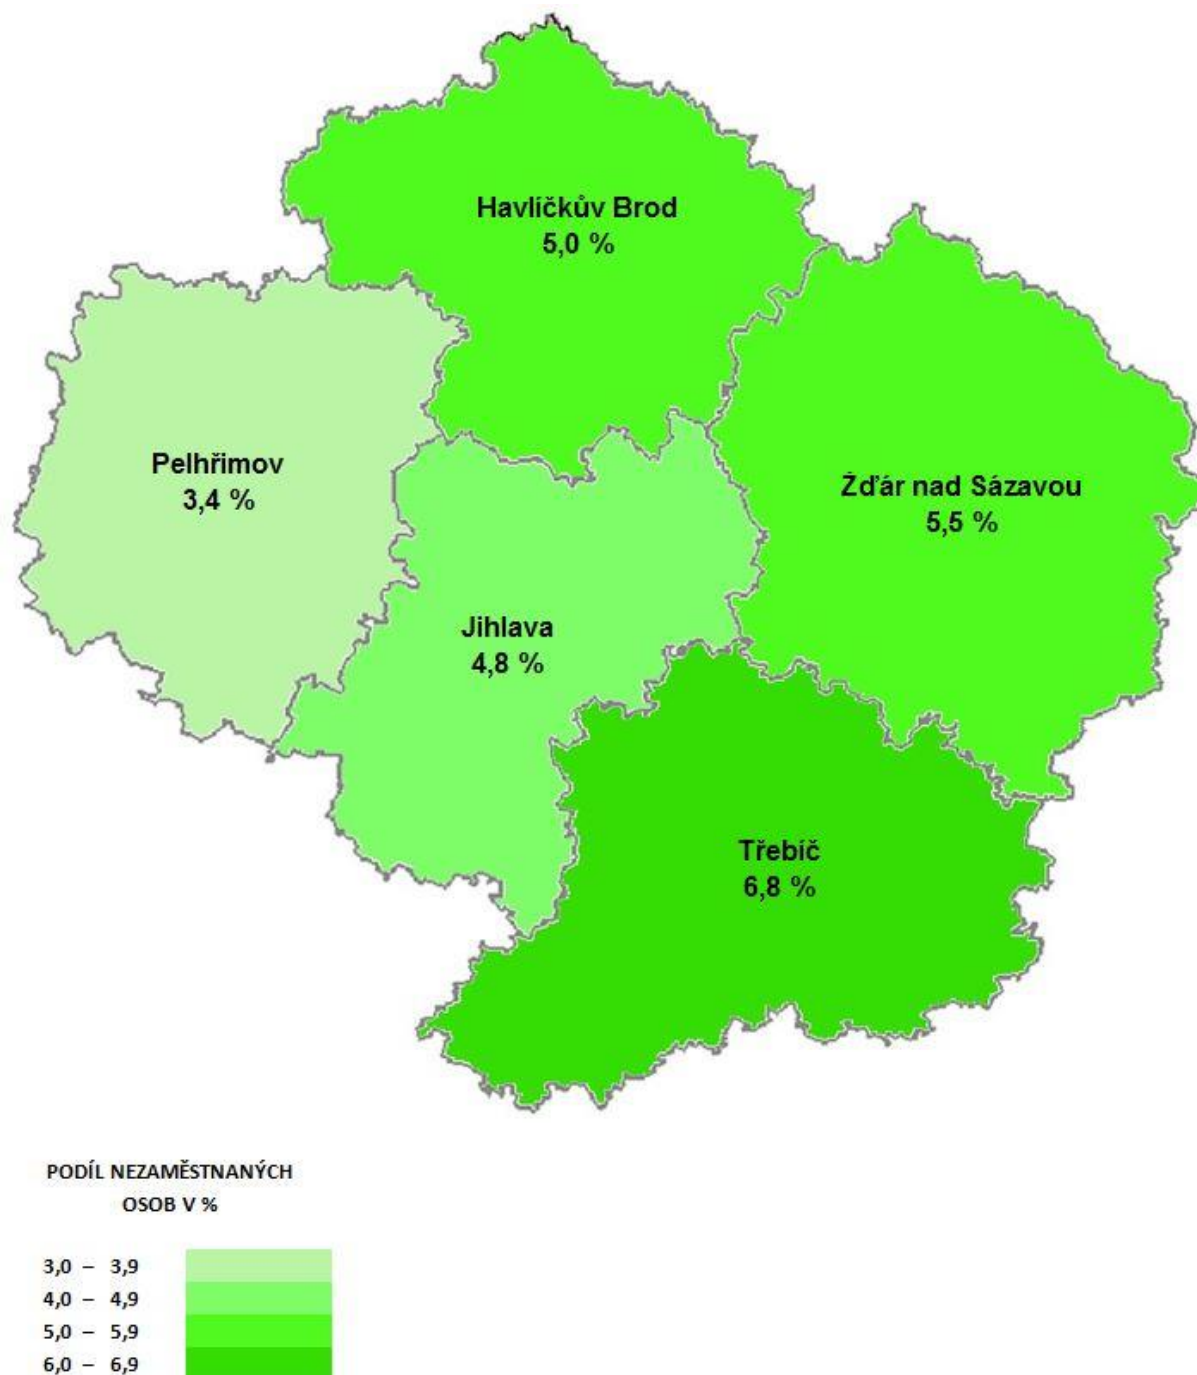 Havlíčkův Brod
5,0 %
Pelhřimov
3,4 %
Žďár nad Sázavou
5,5 %
Jihlava
4,8 %
Třebíč
6,8 %
PODÍL NEZAMĚSTNANÝCH
OSOB V %
3,0 – 3,9
4,0 – 4,9
5,0 – 5,9
6,0 – 6,9